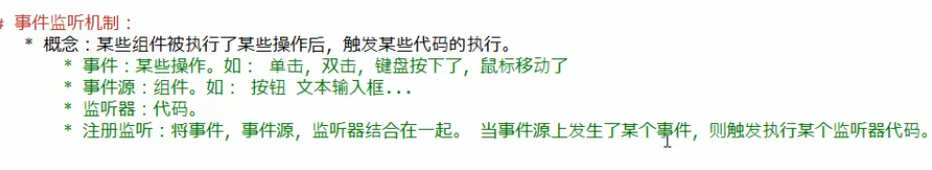 # 事件监听机制：
* 概念：某些组件被执行了某些操作后，触发某些代码的执行。
* 事件：某些操作。如： 单击，双击，键盘按下了，鼠标移动了
* 事件源：组件。如： 按钮 文本输入框...
* 监听器：代码。
* 注册监听：将事件，事件源，监听器结合在一起。 当事件源上发生了某个事件，则触发执行某个监听器代码。